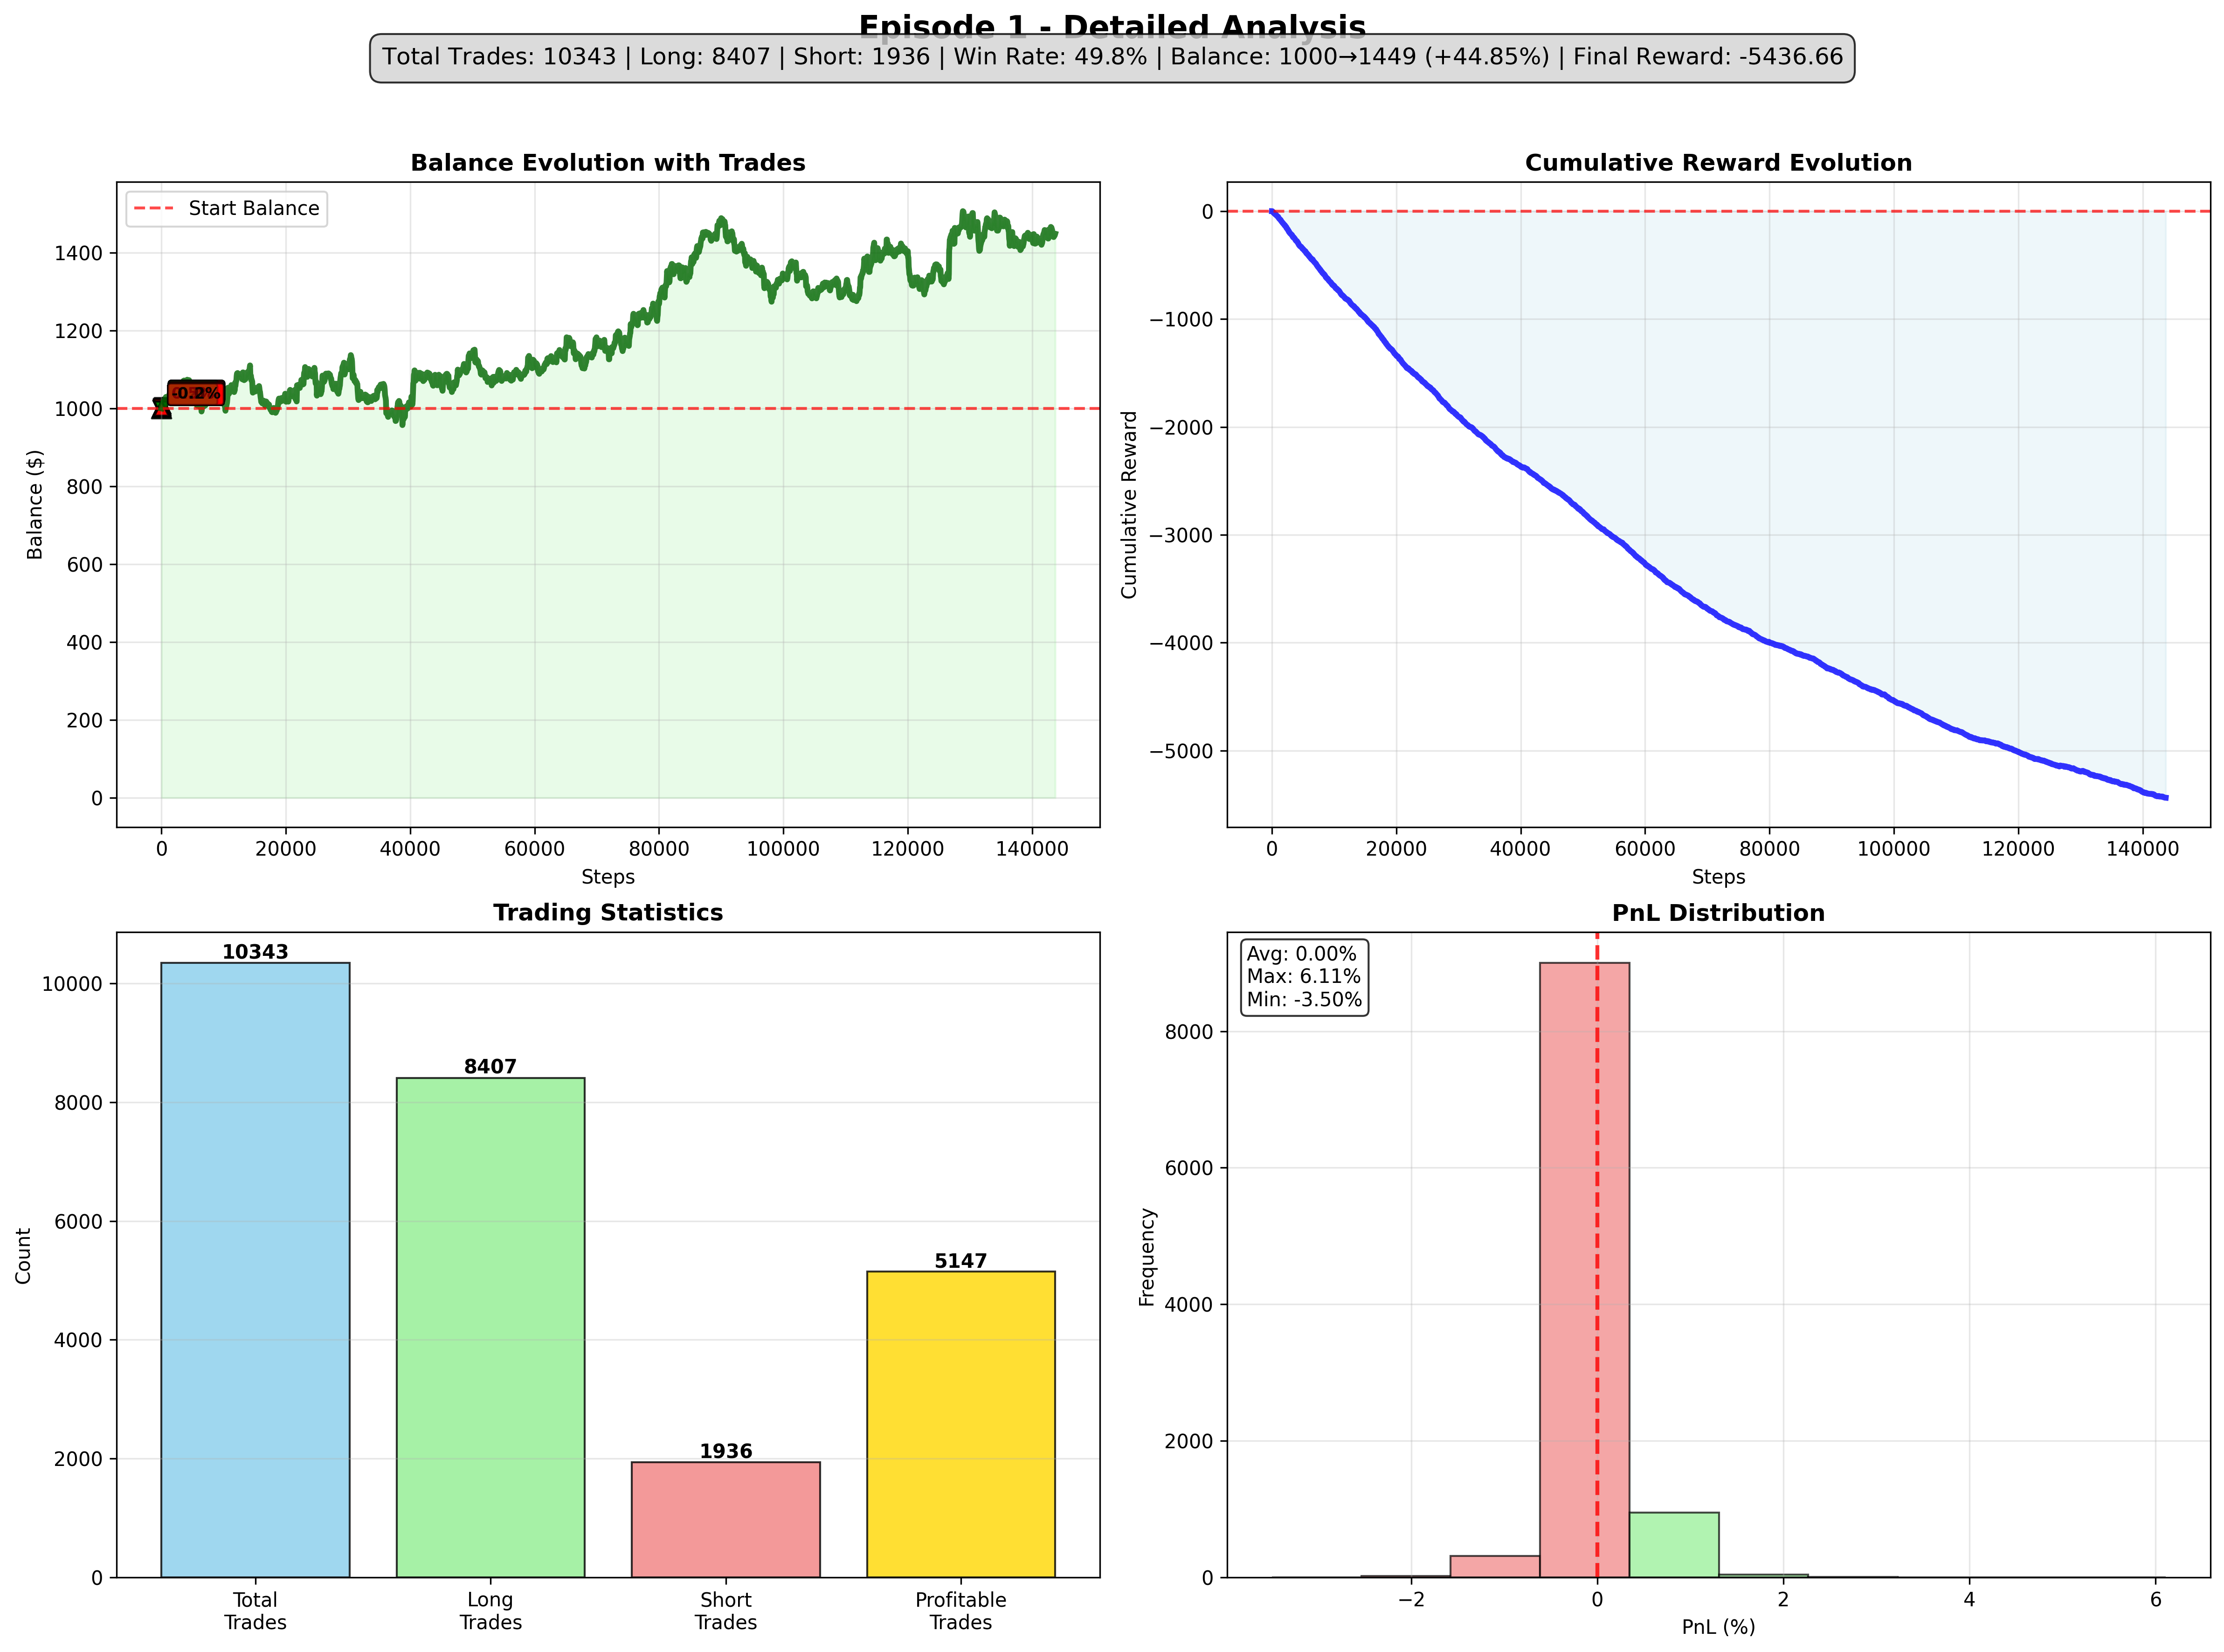 Episode 1 - Detailed Analysis
Total Trades: 10343 | Long: 8407 | Short: 1936 | Win Rate: 49.8% | Balance: 1000→1449 (+44.85%) | Final Reward: -5436.66
Balance Evolution with Trades
Start Balance
1400
1200
1000
800
600
400
200
0
Balance ($)
0 20000 40000 60000 80000 100000 120000 140000
Steps
Cumulative Reward Evolution
0
−1000
−2000
−3000
−4000
−5000
Cumulative Reward
0 20000 40000 60000 80000 100000 120000 140000
Steps
Trading Statistics
10000
8000
6000
4000
2000
0
Count
10343
8407
1936
5147
Total Trades
Long Trades
Short Trades
Profitable Trades
PnL Distribution
Avg: 0.00%
Max: 6.11%
Min: -3.50%
8000
6000
4000
2000
0
Frequency
−2 0 2 4 6
PnL (%)